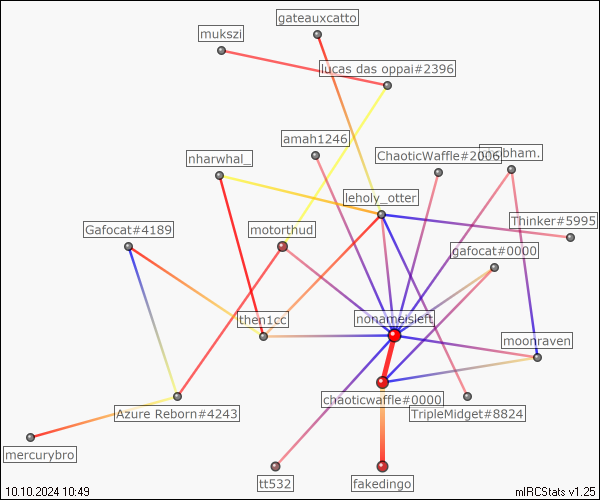 gateauxcatto
mukszi
lucas das oppai#2396
amah1246
ChaoticWaffle#2006
nharwhal_
leholy_otter
Thinker#5995
Gafocat#4189
motorthud
gafocat#0000
then1cc
nonameisleft
moonraven
chaoticwaffle#0000
Azure Reborn#4243
TripleMidget#8824
mercurybro
tt532
fakedingo
10.10.2024 10:49
mIRCStats v1.25